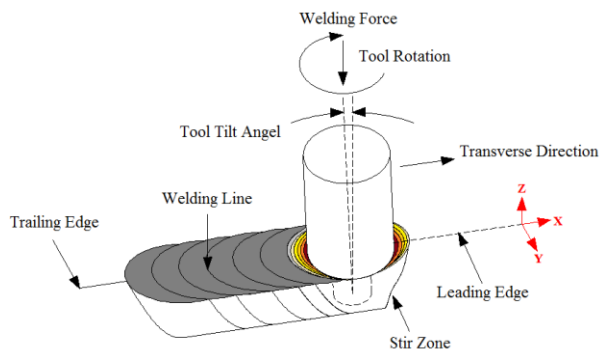 Welding Force
Tool Rotation
Tool Tilt Angel
Transverse Direction
Welding Line
Trailing Edge
Z
X
Y
Leading Edge
Stir Zone